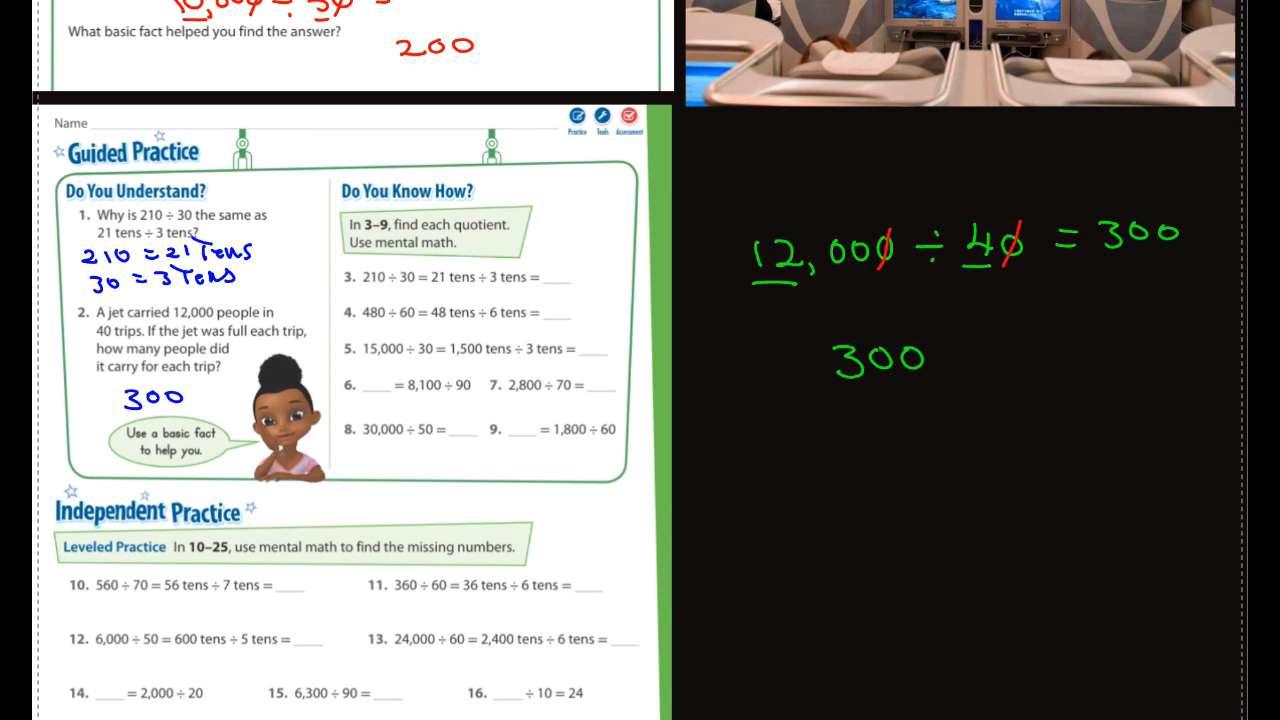 10,000 ÷ 50 =
What basic fact helped you find the answer?
200
Name
Practice Tools Assessment
Guided Practice
Do You Understand?
1. Why is 210 ÷ 30 the same as
21 tens ÷ 3 tens?
210 = 21 Tens
30 = 3 Tens
2. A jet carried 12,000 people in
40 trips. If the jet was full each trip,
how many people did
it carry for each trip?
300
Use a basic fact
to help you.
Do You Know How?
In 3–9, find each quotient.
Use mental math.
3. 210 ÷ 30 = 21 tens ÷ 3 tens = ____
4. 480 ÷ 60 = 48 tens ÷ 6 tens = ____
5. 15,000 ÷ 30 = 1,500 tens ÷ 3 tens = ____
6. ____ = 8,100 ÷ 90 7. 2,800 ÷ 70 = ____
8. 30,000 ÷ 50 = ____ 9. ____ = 1,800 ÷ 60
Independent Practice
Leveled Practice In 10–25, use mental math to find the missing numbers.
10. 560 ÷ 70 = 56 tens ÷ 7 tens = ____ 11. 360 ÷ 60 = 36 tens ÷ 6 tens = ____
12. 6,000 ÷ 50 = 600 tens ÷ 5 tens = ____ 13. 24,000 ÷ 60 = 2,400 tens ÷ 6 tens = ____
14. ____ = 2,000 ÷ 20 15. 6,300 ÷ 90 = ____ 16. ____ ÷ 10 = 24
12,000 ÷ 40 = 300
300